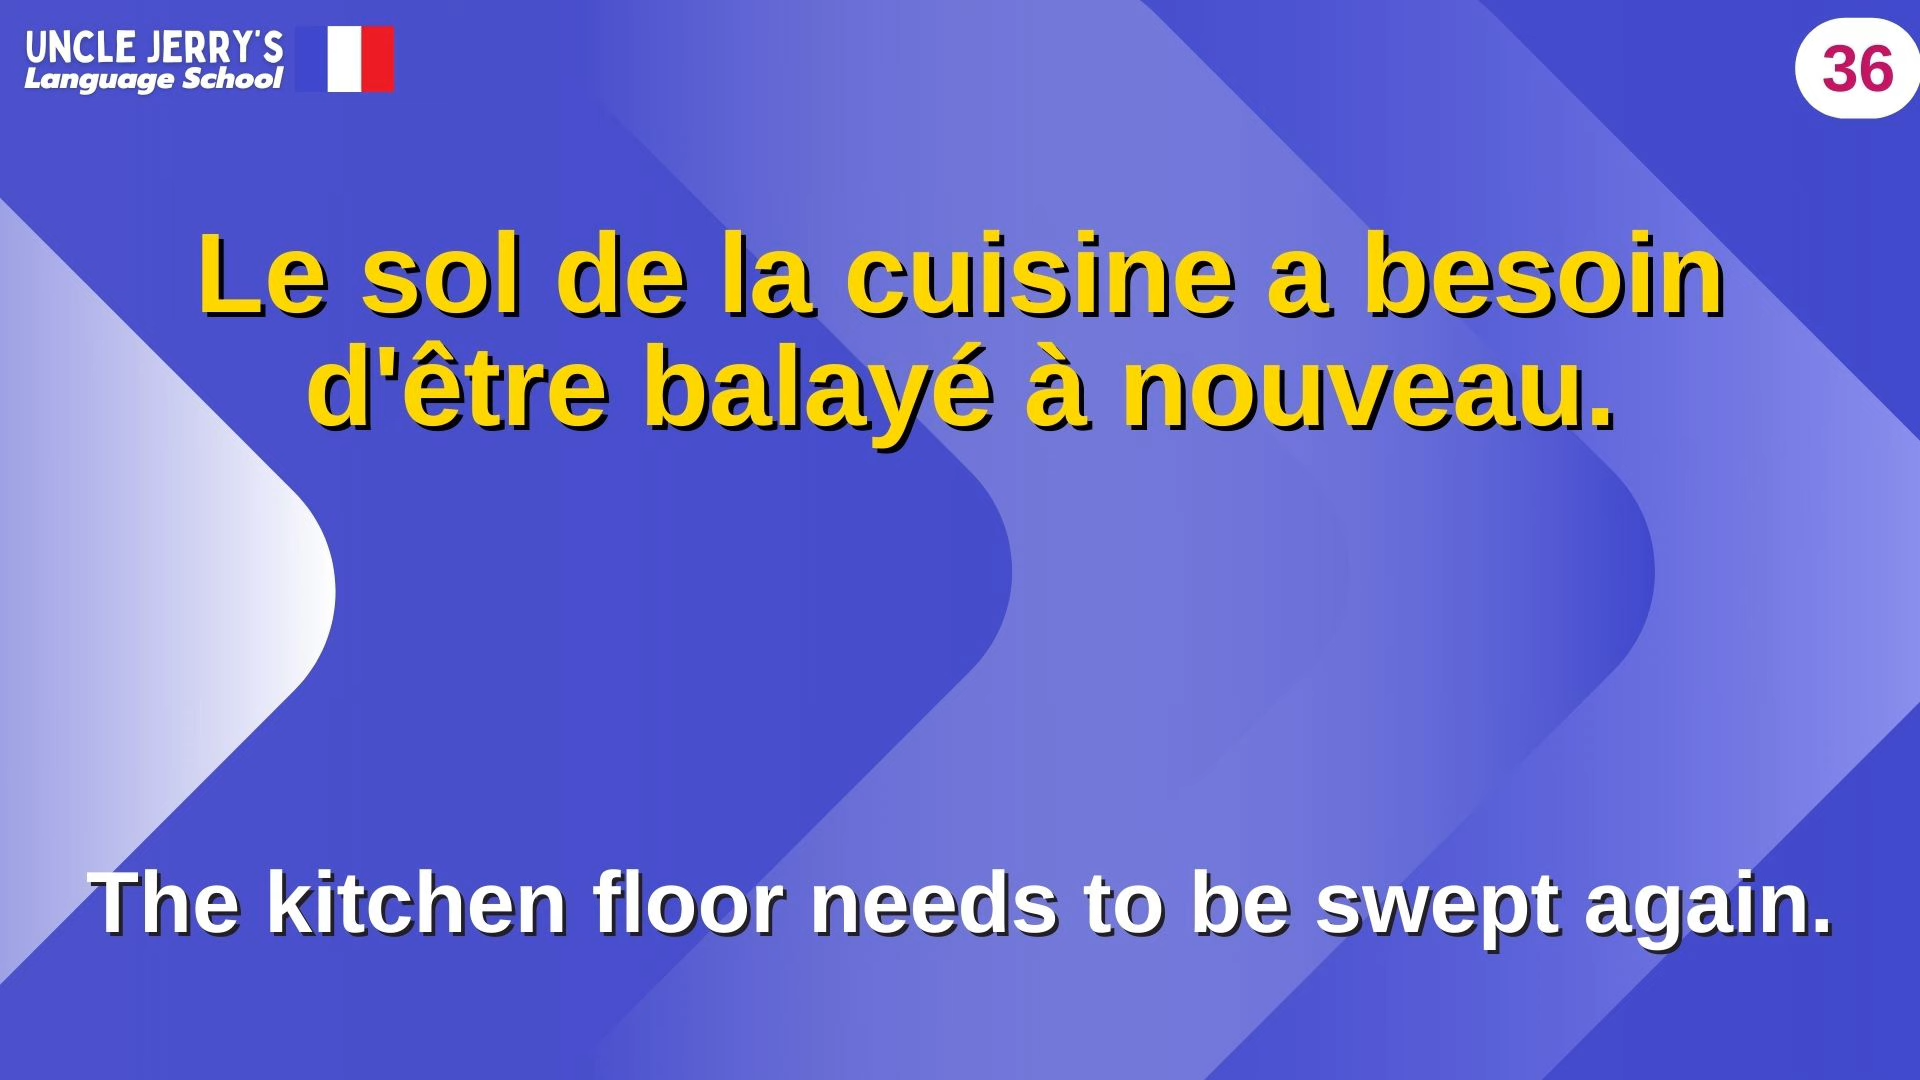 UNCLE JERRY'S
Language School
36
Le sol de la cuisine a besoin
d'être balayé à nouveau.
The kitchen floor needs to be swept again.